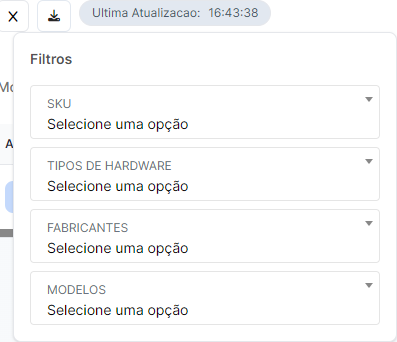 Ultima Atualizacao: 16:43:38
Filtros
SKU
Selecione uma opção
TIPOS DE HARDWARE
Selecione uma opção
FABRICANTES
Selecione uma opção
MODELOS
Selecione uma opção